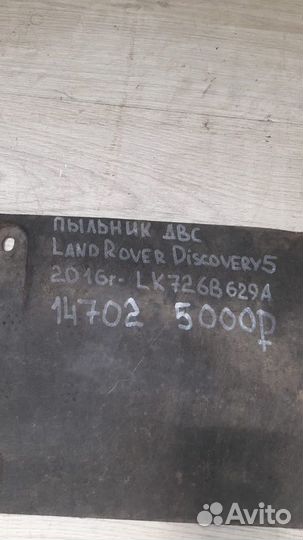 ПЫЛЬНИК ДВС
LAND ROVER DISCOVERY5
2016г- LK726B629A
14702 5000₽
Avito